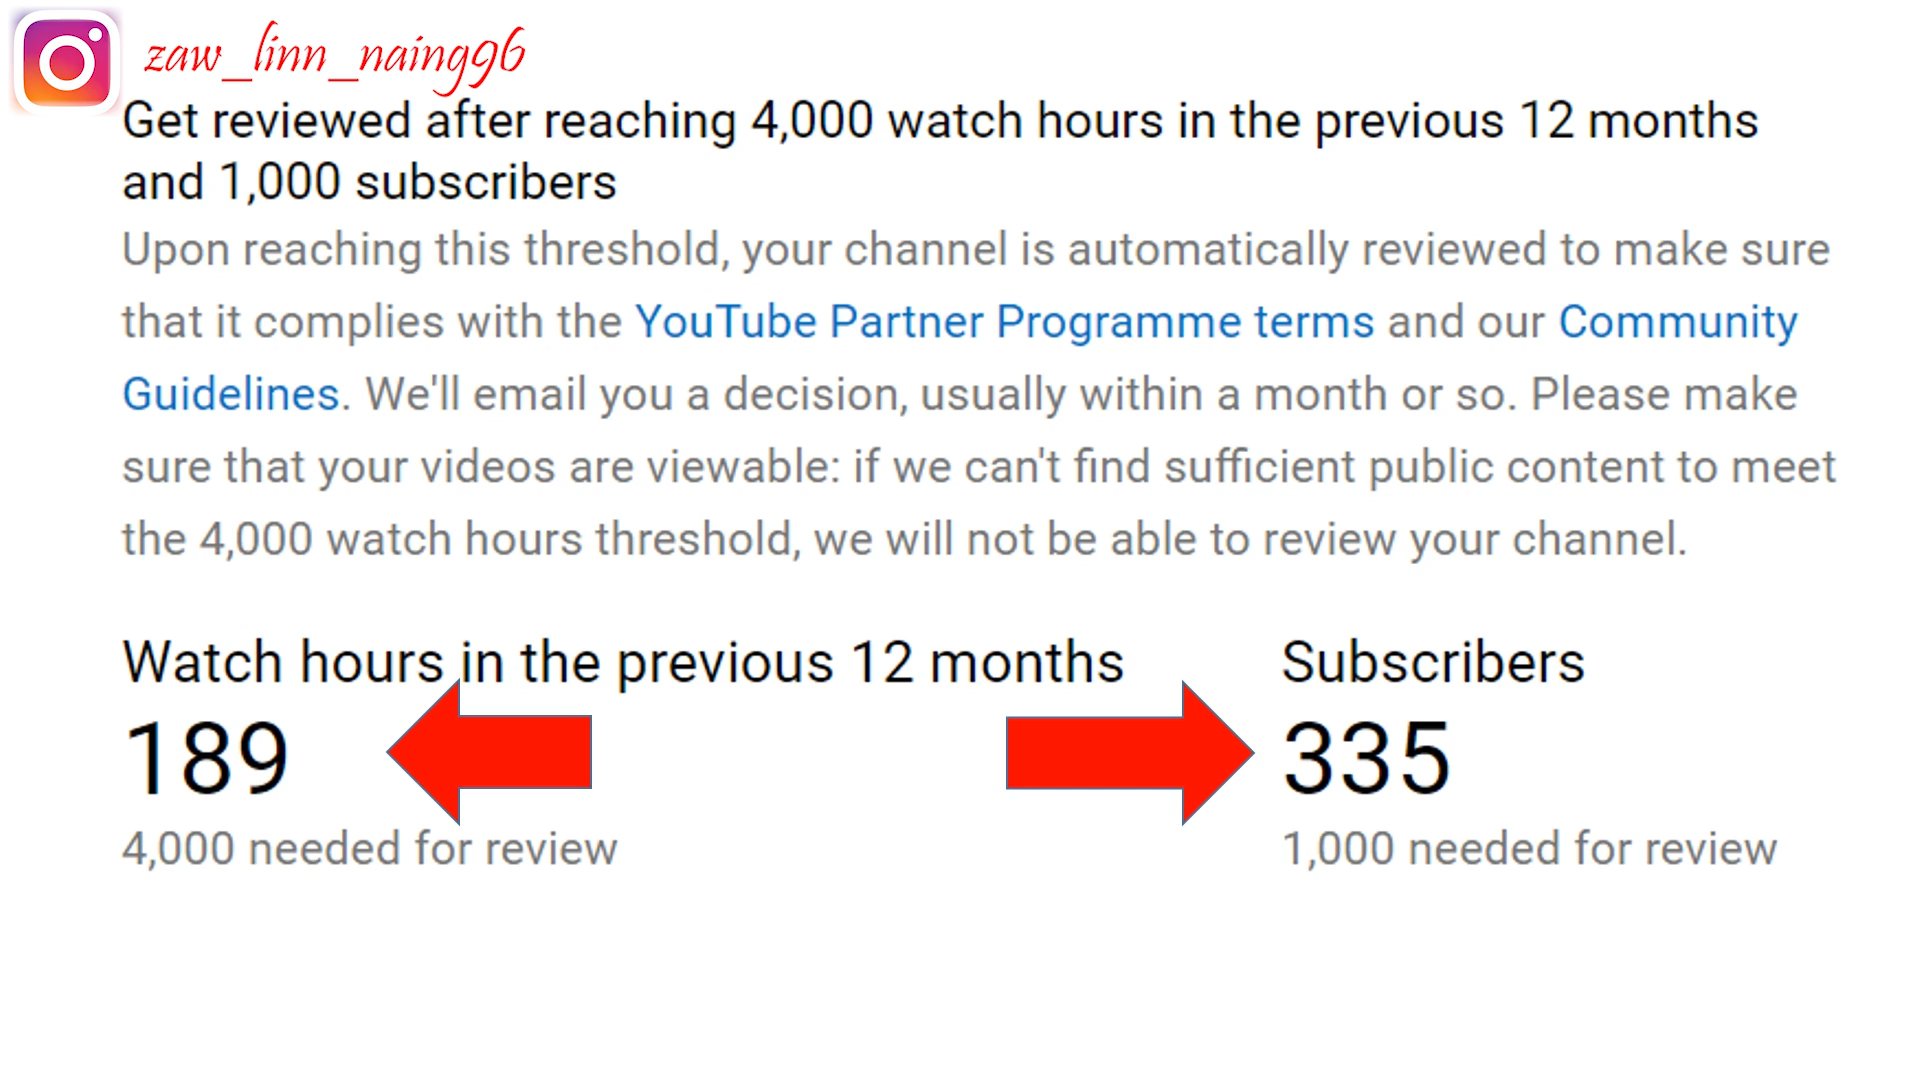 zaw_linn_naing96
Get reviewed after reaching 4,000 watch hours in the previous 12 months
and 1,000 subscribers
Upon reaching this threshold, your channel is automatically reviewed to make sure
that it complies with the YouTube Partner Programme terms and our Community
Guidelines. We'll email you a decision, usually within a month or so. Please make
sure that your videos are viewable: if we can't find sufficient public content to meet
the 4,000 watch hours threshold, we will not be able to review your channel.
Watch hours in the previous 12 months
189
4,000 needed for review
Subscribers
335
1,000 needed for review